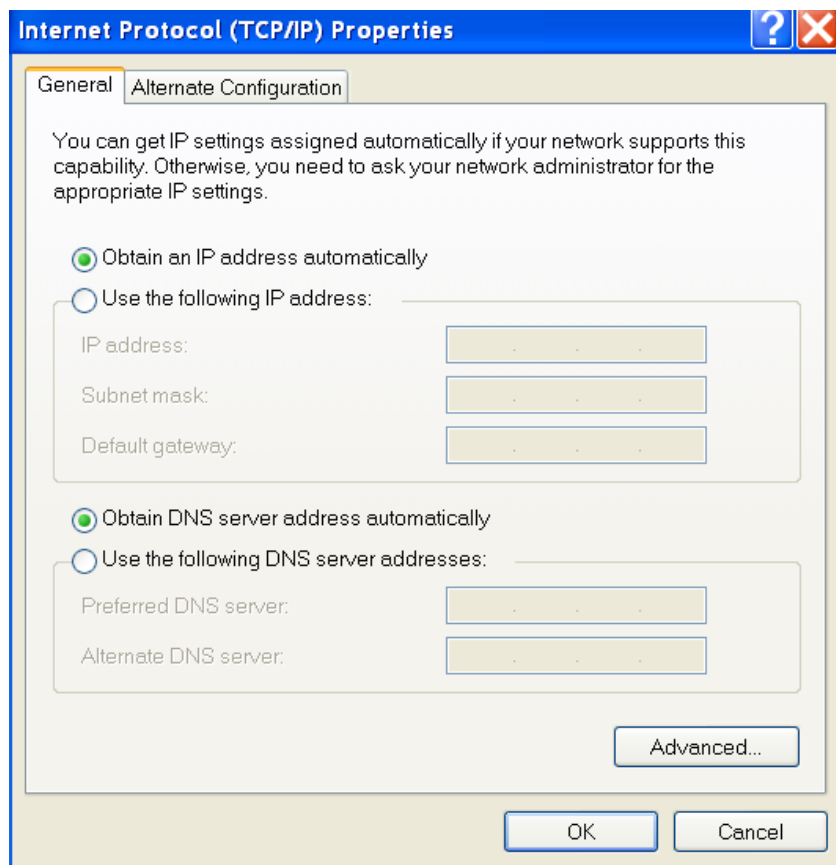 Internet Protocol (TCP/IP) Properties
General
Alternate Configuration
You can get IP settings assigned automatically if your network supports this
capability. Otherwise, you need to ask your network administrator for the
appropriate IP settings.
Obtain an IP address automatically
Use the following IP address:
IP address:
Subnet mask:
Default gateway:
Obtain DNS server address automatically
Use the following DNS server addresses:
Preferred DNS server:
Alternate DNS server:
Advanced...
OK
Cancel